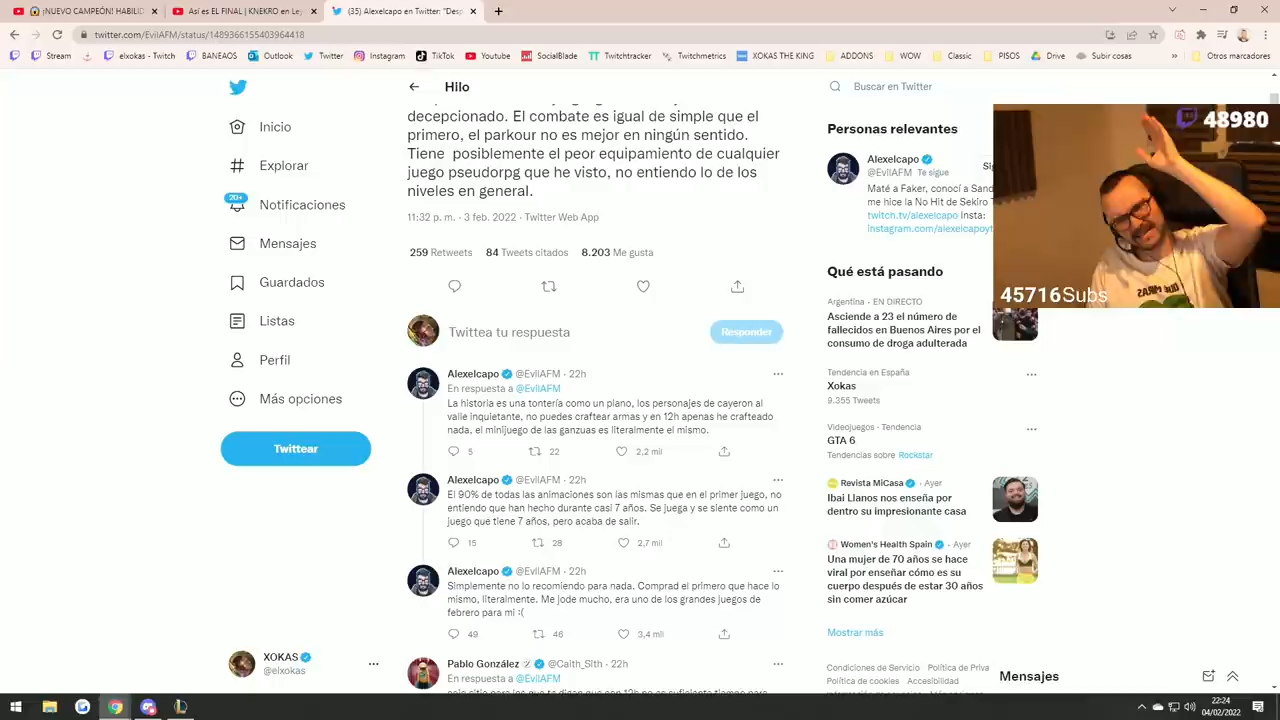 ¡NUEVO CAMPEÓN HABILID
Así es EL FINAL | KNEKRO en Le
(35) Alexelcapo en Twitter: "Desp
twitter.com/EvilAFM/status/1489366155403964418
Stream
elxokas - Twitch
BANEAOS
Outlook
Twitter
Instagram
TikTok
Youtube
SocialBlade
Twitchtracker
Twitchmetrics
XOKAS THE KING
ADDONS
WOW
Classic
PISOS
Drive
Subir cosas
»
Otros marcadores
Hilo
Buscar en Twitter
Inicio
Explorar
20+
Notificaciones
Mensajes
Guardados
Listas
Perfil
Más opciones
Twittear
XOKAS
@elxokas
decepcionado. El combate es igual de simple que el
primero, el parkour no es mejor en ningún sentido.
Tiene posiblemente el peor equipamiento de cualquier
juego pseudorpg que he visto, no entiendo lo de los
niveles en general.
11:32 p. m. · 3 feb. 2022 · Twitter Web App
259 Retweets 84 Tweets citados 8.203 Me gusta
Twittea tu respuesta
Responder
Alexelcapo @EvilAFM · 22h
En respuesta a @EvilAFM
La historia es una tontería como un piano, los personajes de cayeron al
valle inquietante, no puedes craftear armas y en 12h apenas he crafteado
nada, el minijuego de las ganzuas es literalmente el mismo.
5 22 2,2 mil
Alexelcapo @EvilAFM · 22h
El 90% de todas las animaciones son las mismas que en el primer juego, no
entiendo que han hecho durante casi 7 años. Se juega y se siente como un
juego que tiene 7 años, pero acaba de salir.
15 28 2,7 mil
Alexelcapo @EvilAFM · 22h
Simplemente no lo recomiendo para nada. Comprad el primero que hace lo
mismo, literalmente. Me jode mucho, era uno de los grandes juegos de
febrero para mi :(
49 46 3,4 mil
Pablo González @Caith_Sith · 22h
En respuesta a @EvilAFM
Personas relevantes
Alexelcapo
@EvilAFM Te sigue
Si
Maté a Faker, conocí a Sand
me hice la No Hit de Sekiro T
twitch.tv/alexelcapo Insta:
instagram.com/alexelcapoyt
48980
45716Subs
Qué está pasando
Argentina · EN DIRECTO
Asciende a 23 el número de
fallecidos en Buenos Aires por el
consumo de droga adulterada
Tendencia en España
Xokas
9.355 Tweets
Videojuegos · Tendencia
GTA 6
Tendencias sobre Rockstar
Revista MiCasa · Ayer
Ibai Llanos nos enseña por
dentro su impresionante casa
Women's Health Spain · Ayer
Una mujer de 70 años se hace
viral por enseñar cómo es su
cuerpo después de estar 30 años
sin comer azúcar
Mostrar más
Condiciones de Servicio Política de Priva
Política de cookies Accesibilidad
Mensajes
22:24
04/02/2022